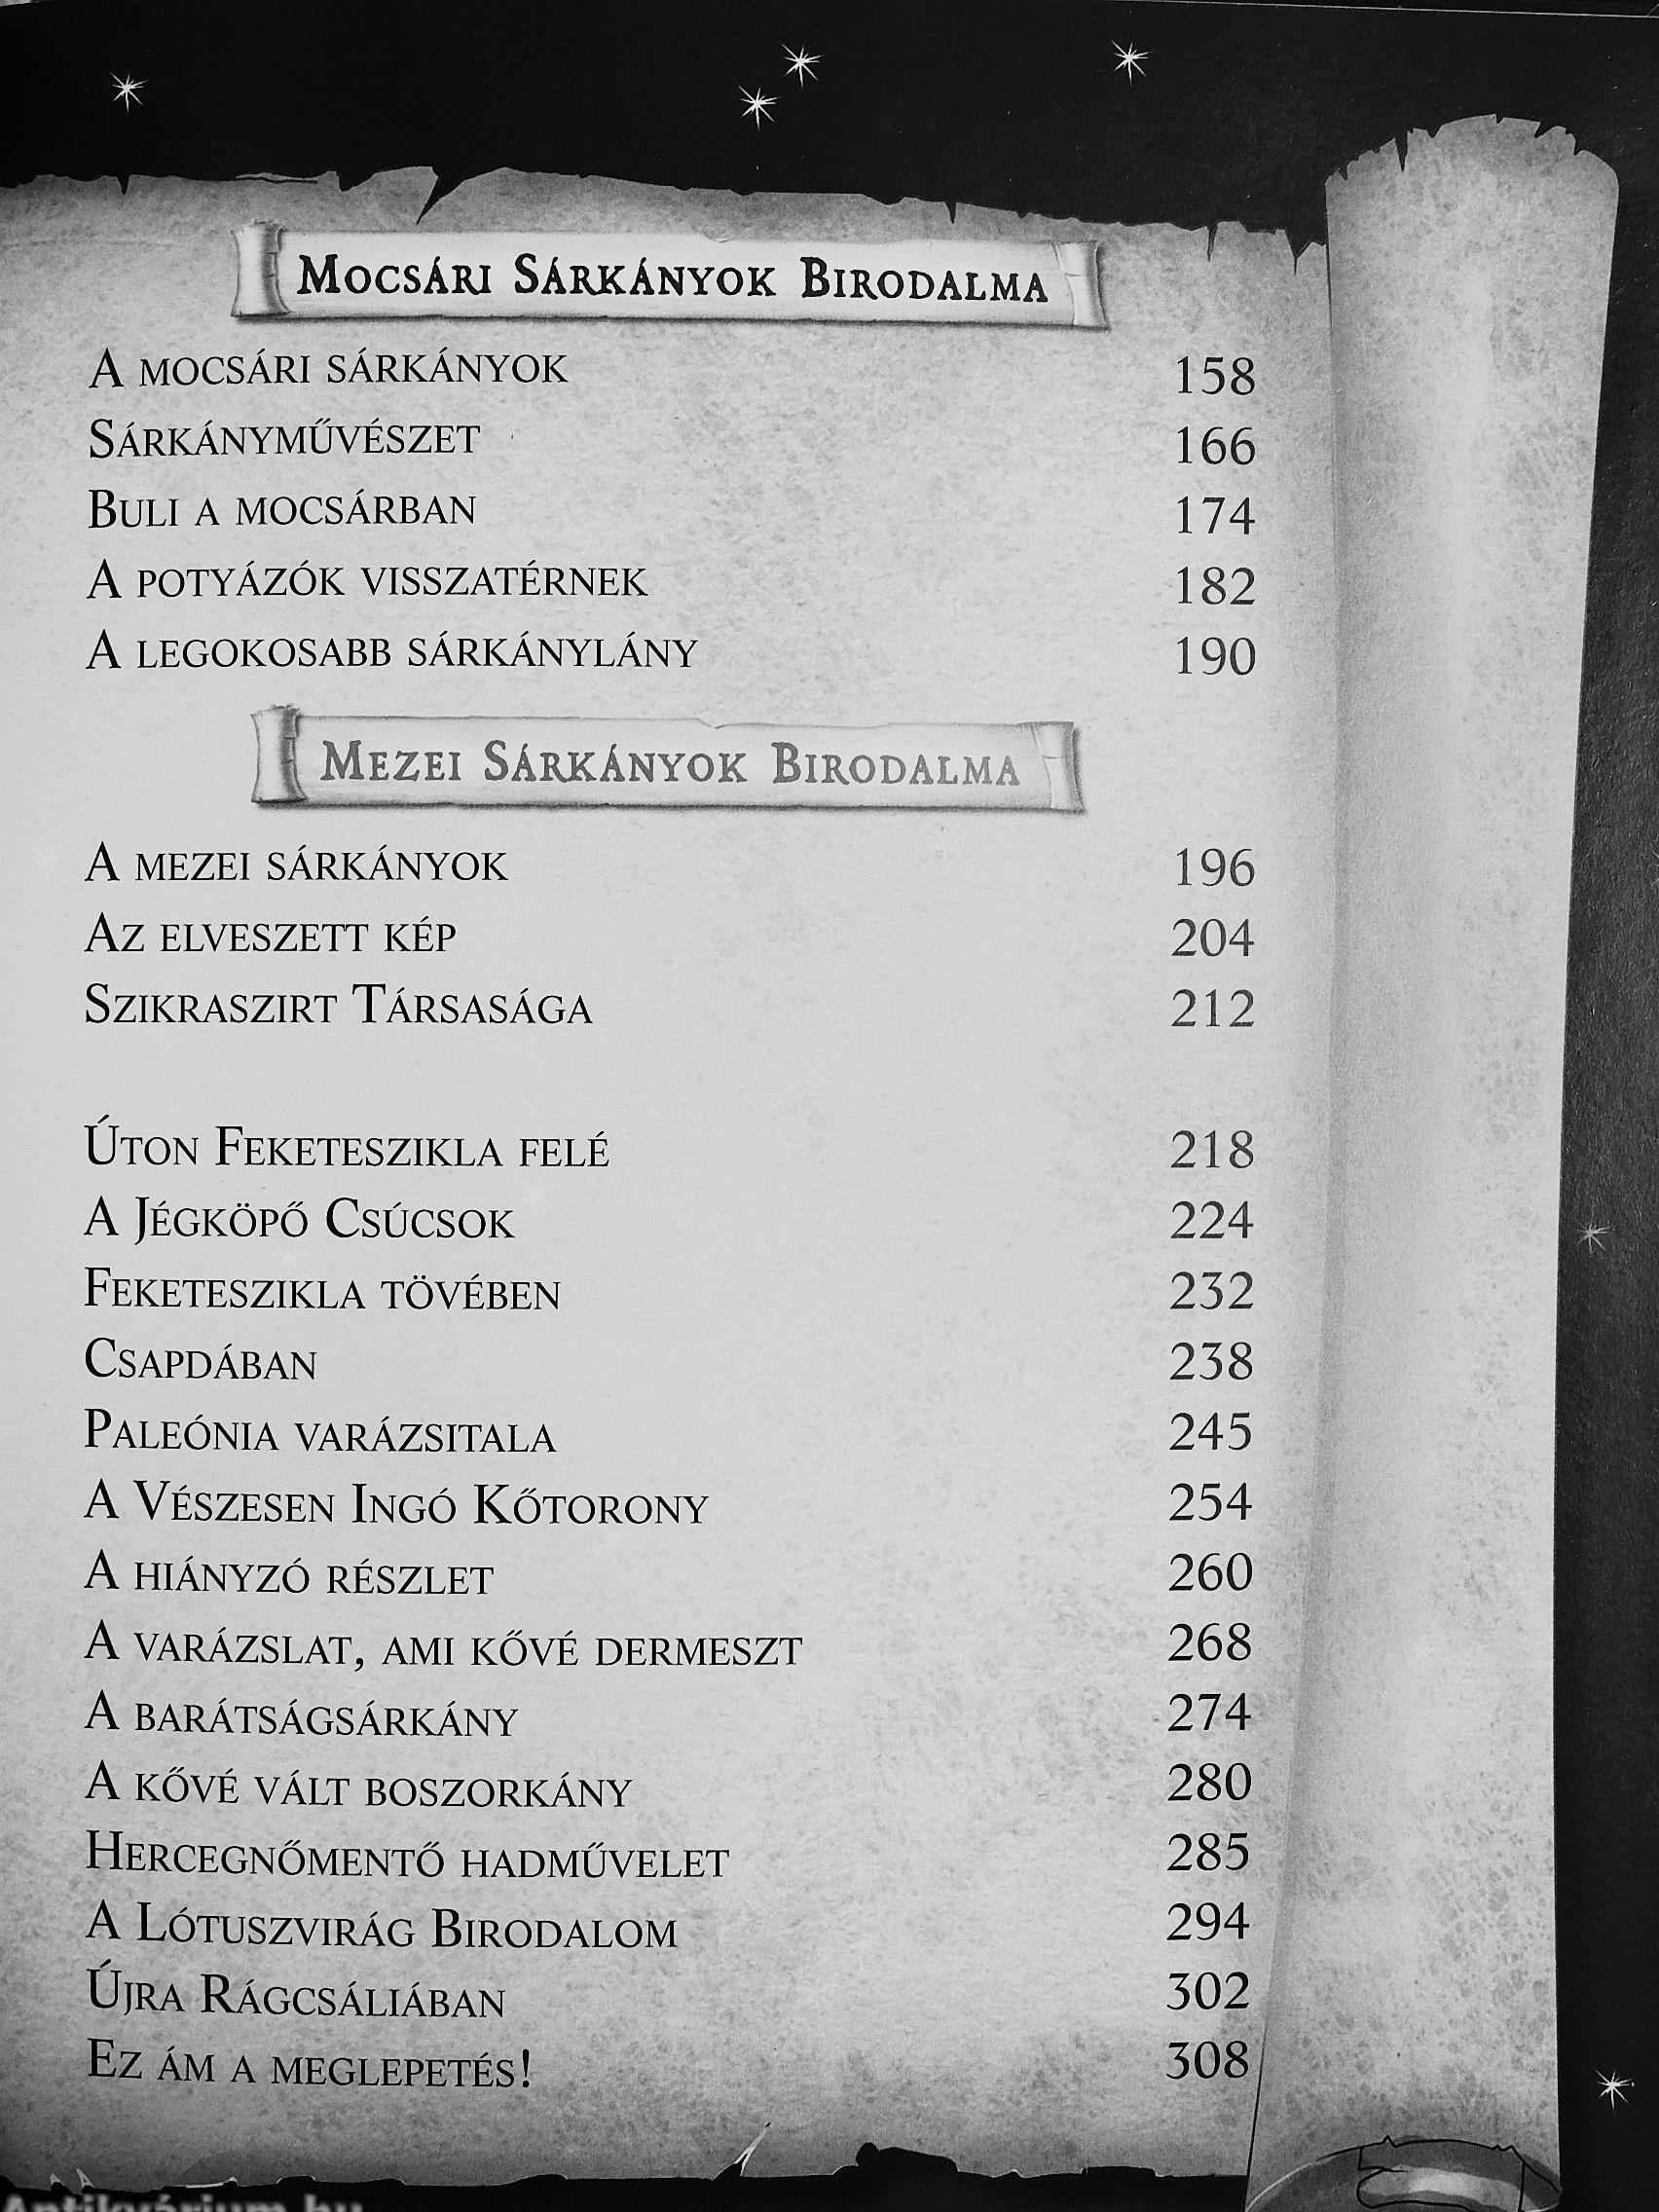 Mocsári Sárkányok Birodalma
A mocsári sárkányok 158
Sárkányművészet 166
Buli a mocsárban 174
A potyázók visszatérnek 182
A legokosabb sárkánylány 190
Mezei Sárkányok Birodalma
A mezei sárkányok 196
Az elveszett kép 204
Szikraszirt Társasága 212
Úton Feketeszikla felé 218
A Jégköpő Csúcsok 224
Feketeszikla tövében 232
Csapdában 238
Paleónia varázsitala 245
A Vészesen Ingó Kőtorony 254
A hiányzó részlet 260
A varázslat, ami kővé dermeszt 268
A barátságsárkány 274
A kővé vált boszorkány 280
Hercegnőmentő hadművelet 285
A Lótuszvirág Birodalom 294
Újra Rágcsáliában 302
Ez ám a meglepetés! 308
Antikvárium.hu